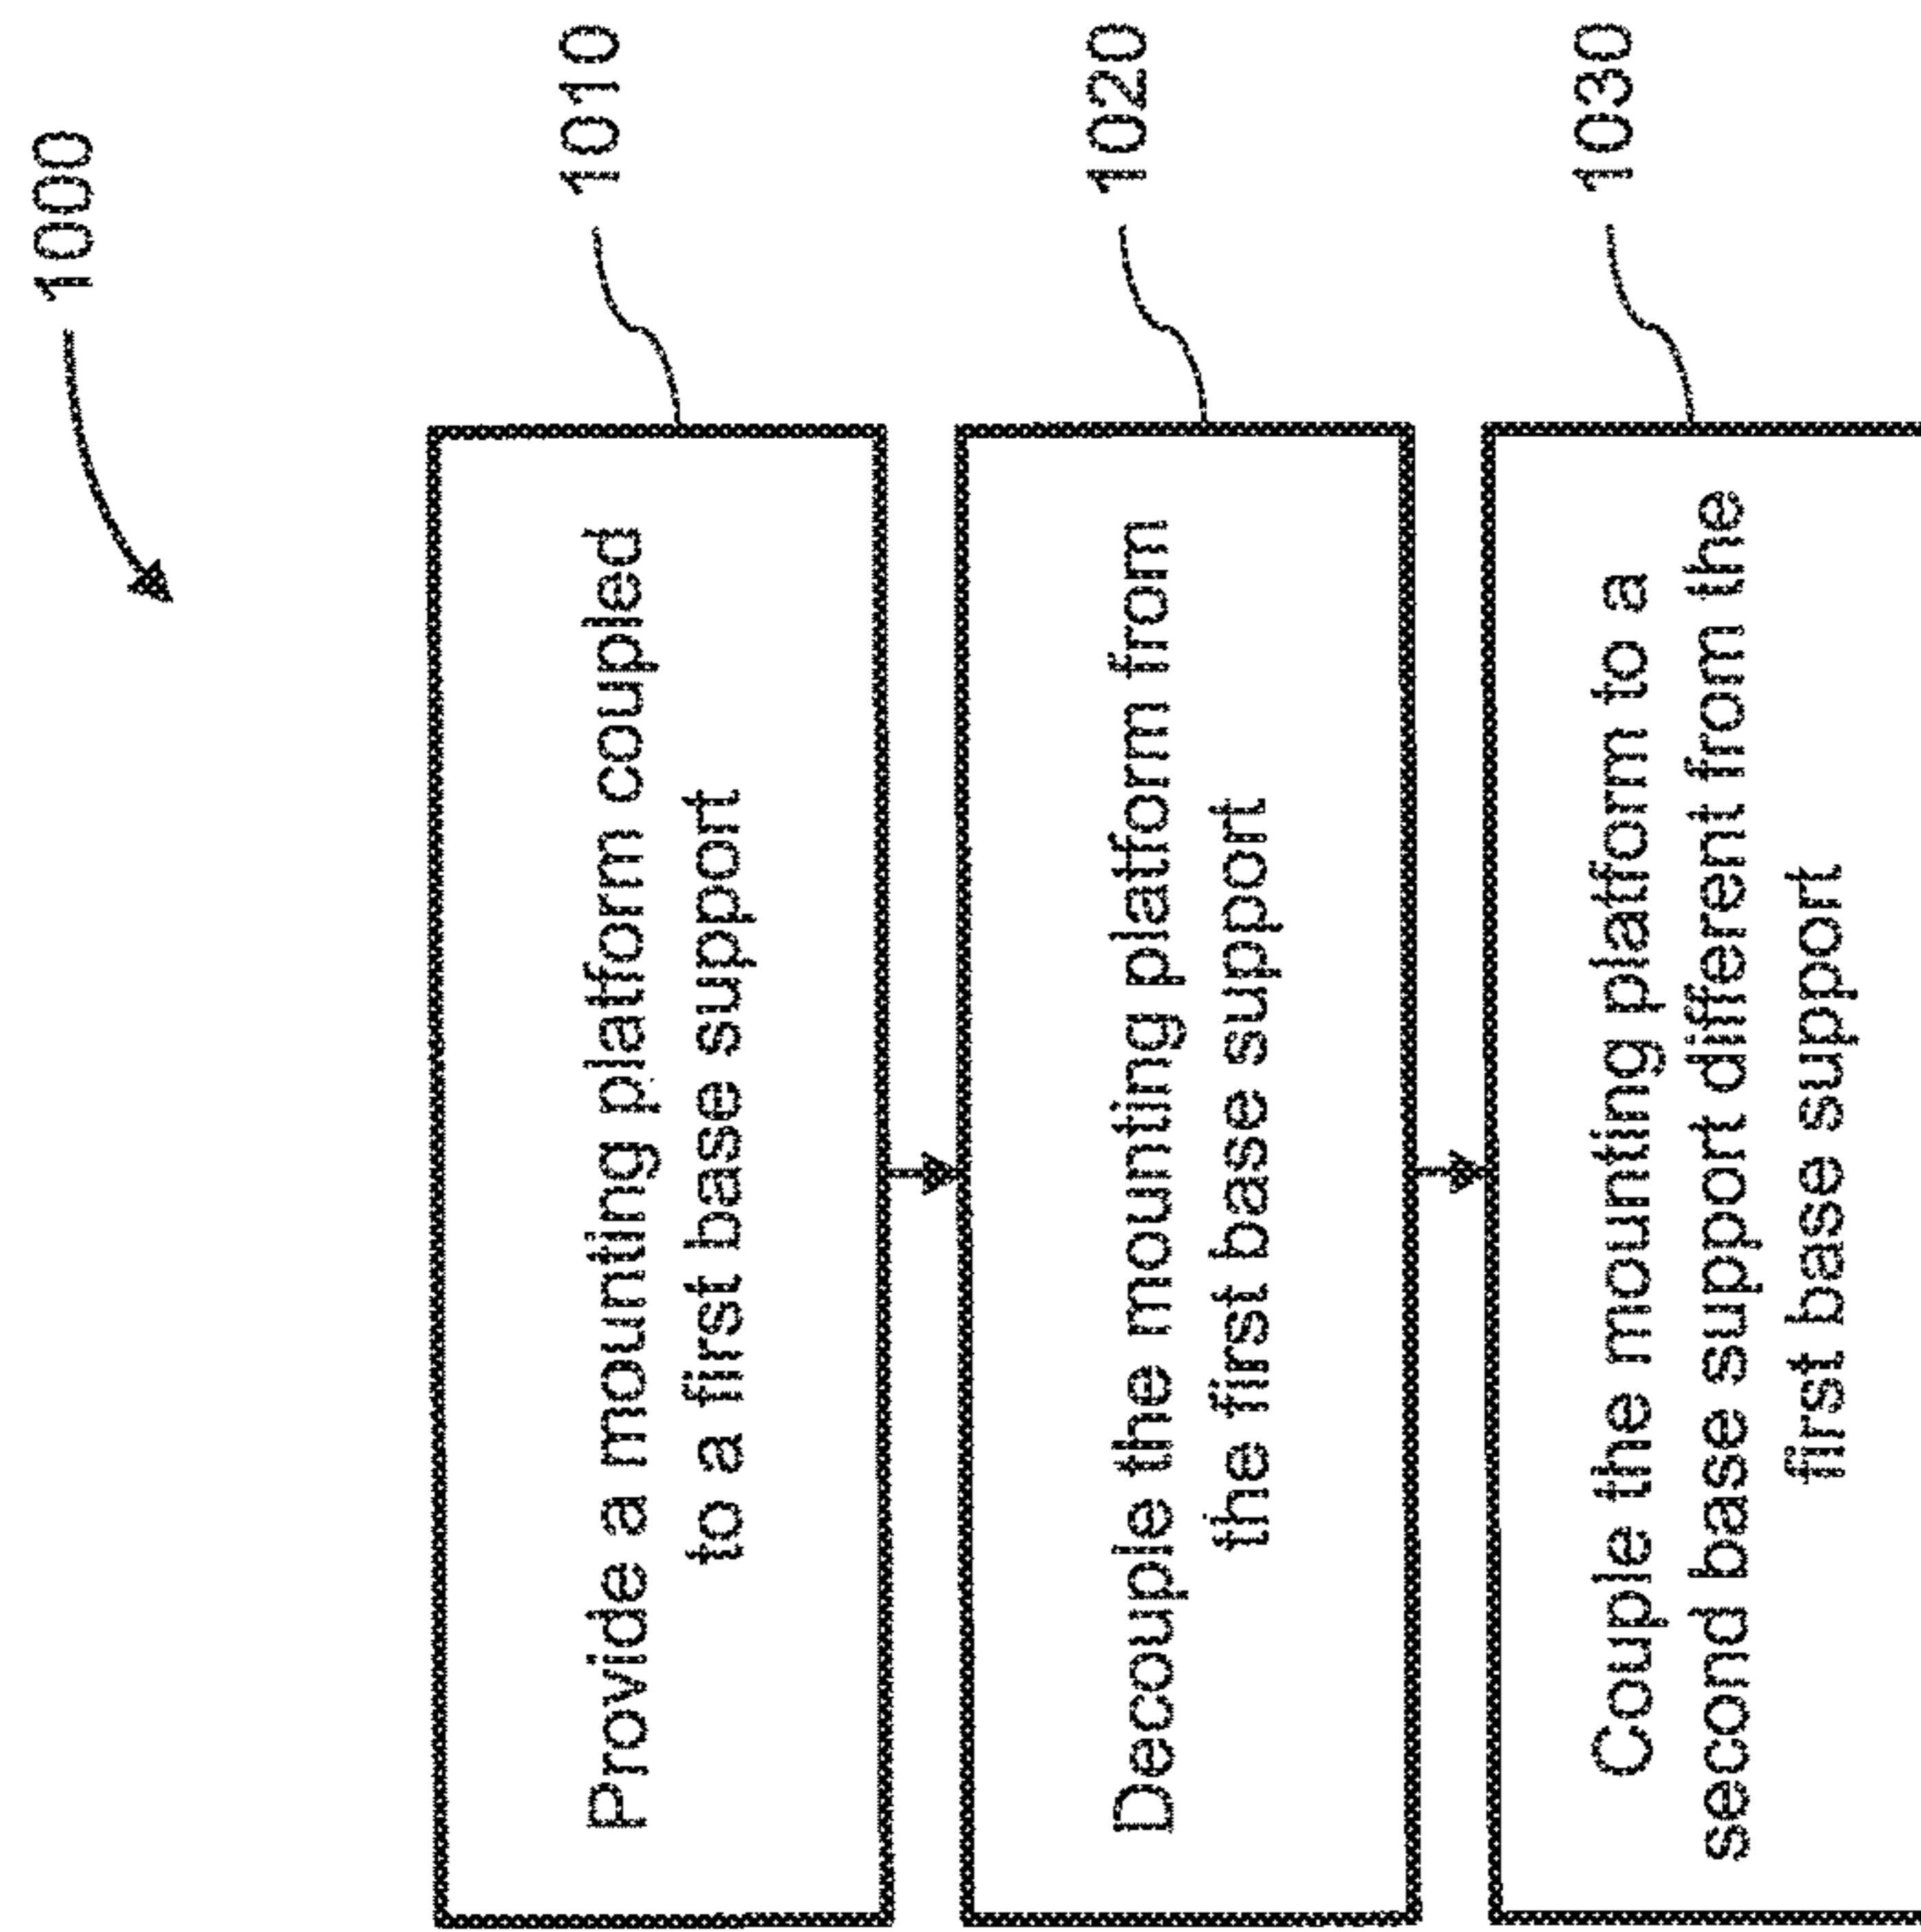 1000
Provide a mounting platform coupled
to a first base support
1010
Decouple the mounting platform from
the first base support
1020
Couple the mounting platform to a
second base support different from the
first base support
1030